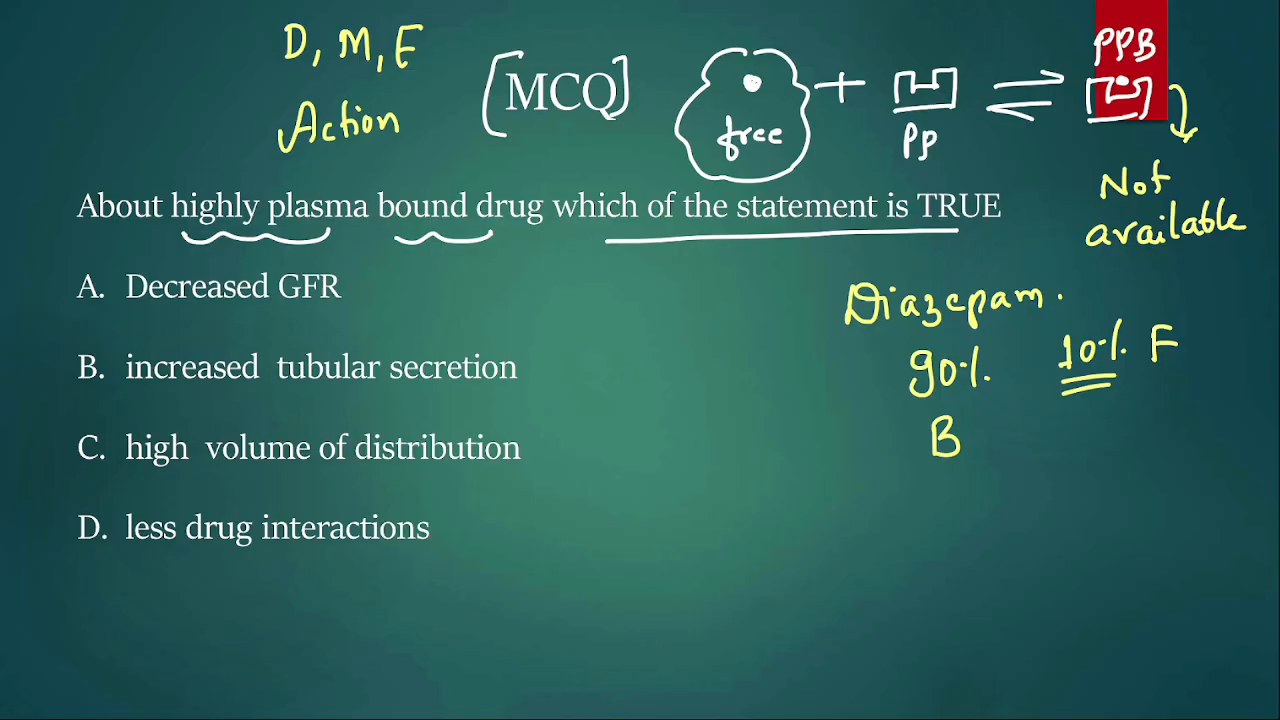 D, M, E
Action
[MCQ]
free
+
PP
PPB
Not
available
About highly plasma bound drug which of the statement is TRUE
A. Decreased GFR
B. increased tubular secretion
C. high volume of distribution
D. less drug interactions
Diazepam.
90%. 10%. F
B